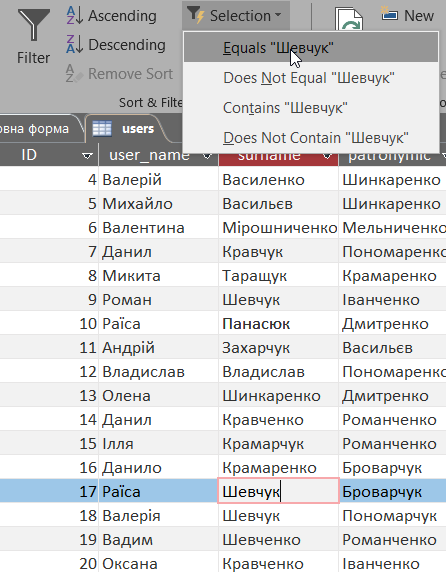 Ascending
Selection
Equals "Шевчук"
Filter
Descending
Does Not Equal "Шевчук"
Remove Sort
Contains "Шевчук"
Sort & Filte
Does Not Contain "Шевчук"
New
овна форма
users
ID user_name surname patronymic
4 Валерій Василенко Шинкаренко
5 Михайло Васильєв Шинкаренко
6 Валентина Мірошниченко Мельниченко
7 Данил Кравчук Пономаренко
8 Микита Таращук Крамаренко
9 Роман Шевчук Іванченко
10 Раїса Панасюк Дмитренко
11 Андрій Захарчук Васильєв
12 Владислав Владислав Пономаренко
13 Олена Шинкаренко Дмитренко
14 Данил Кравченко Романченко
15 Ілля Крамарчук Романченко
16 Данило Крамаренко Броварчук
17 Раїса Шевчук Броварчук
18 Валерія Шевчук Пономарчук
19 Вадим Шевченко Романченко
20 Оксана Кравченко Іванченко